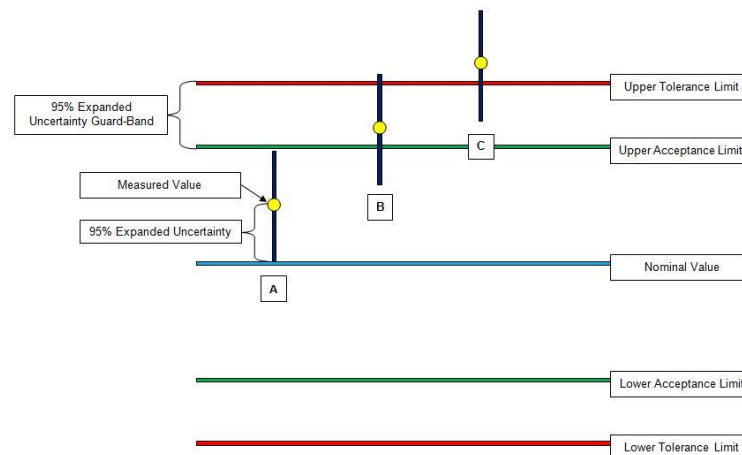 Upper Tolerance Limit
95% Expanded
Uncertainty Guard-Band
Upper Acceptance Limit
C
Measured Value
B
95% Expanded Uncertainty
Nominal Value
A
Lower Acceptance Limit
Lower Tolerance Limit